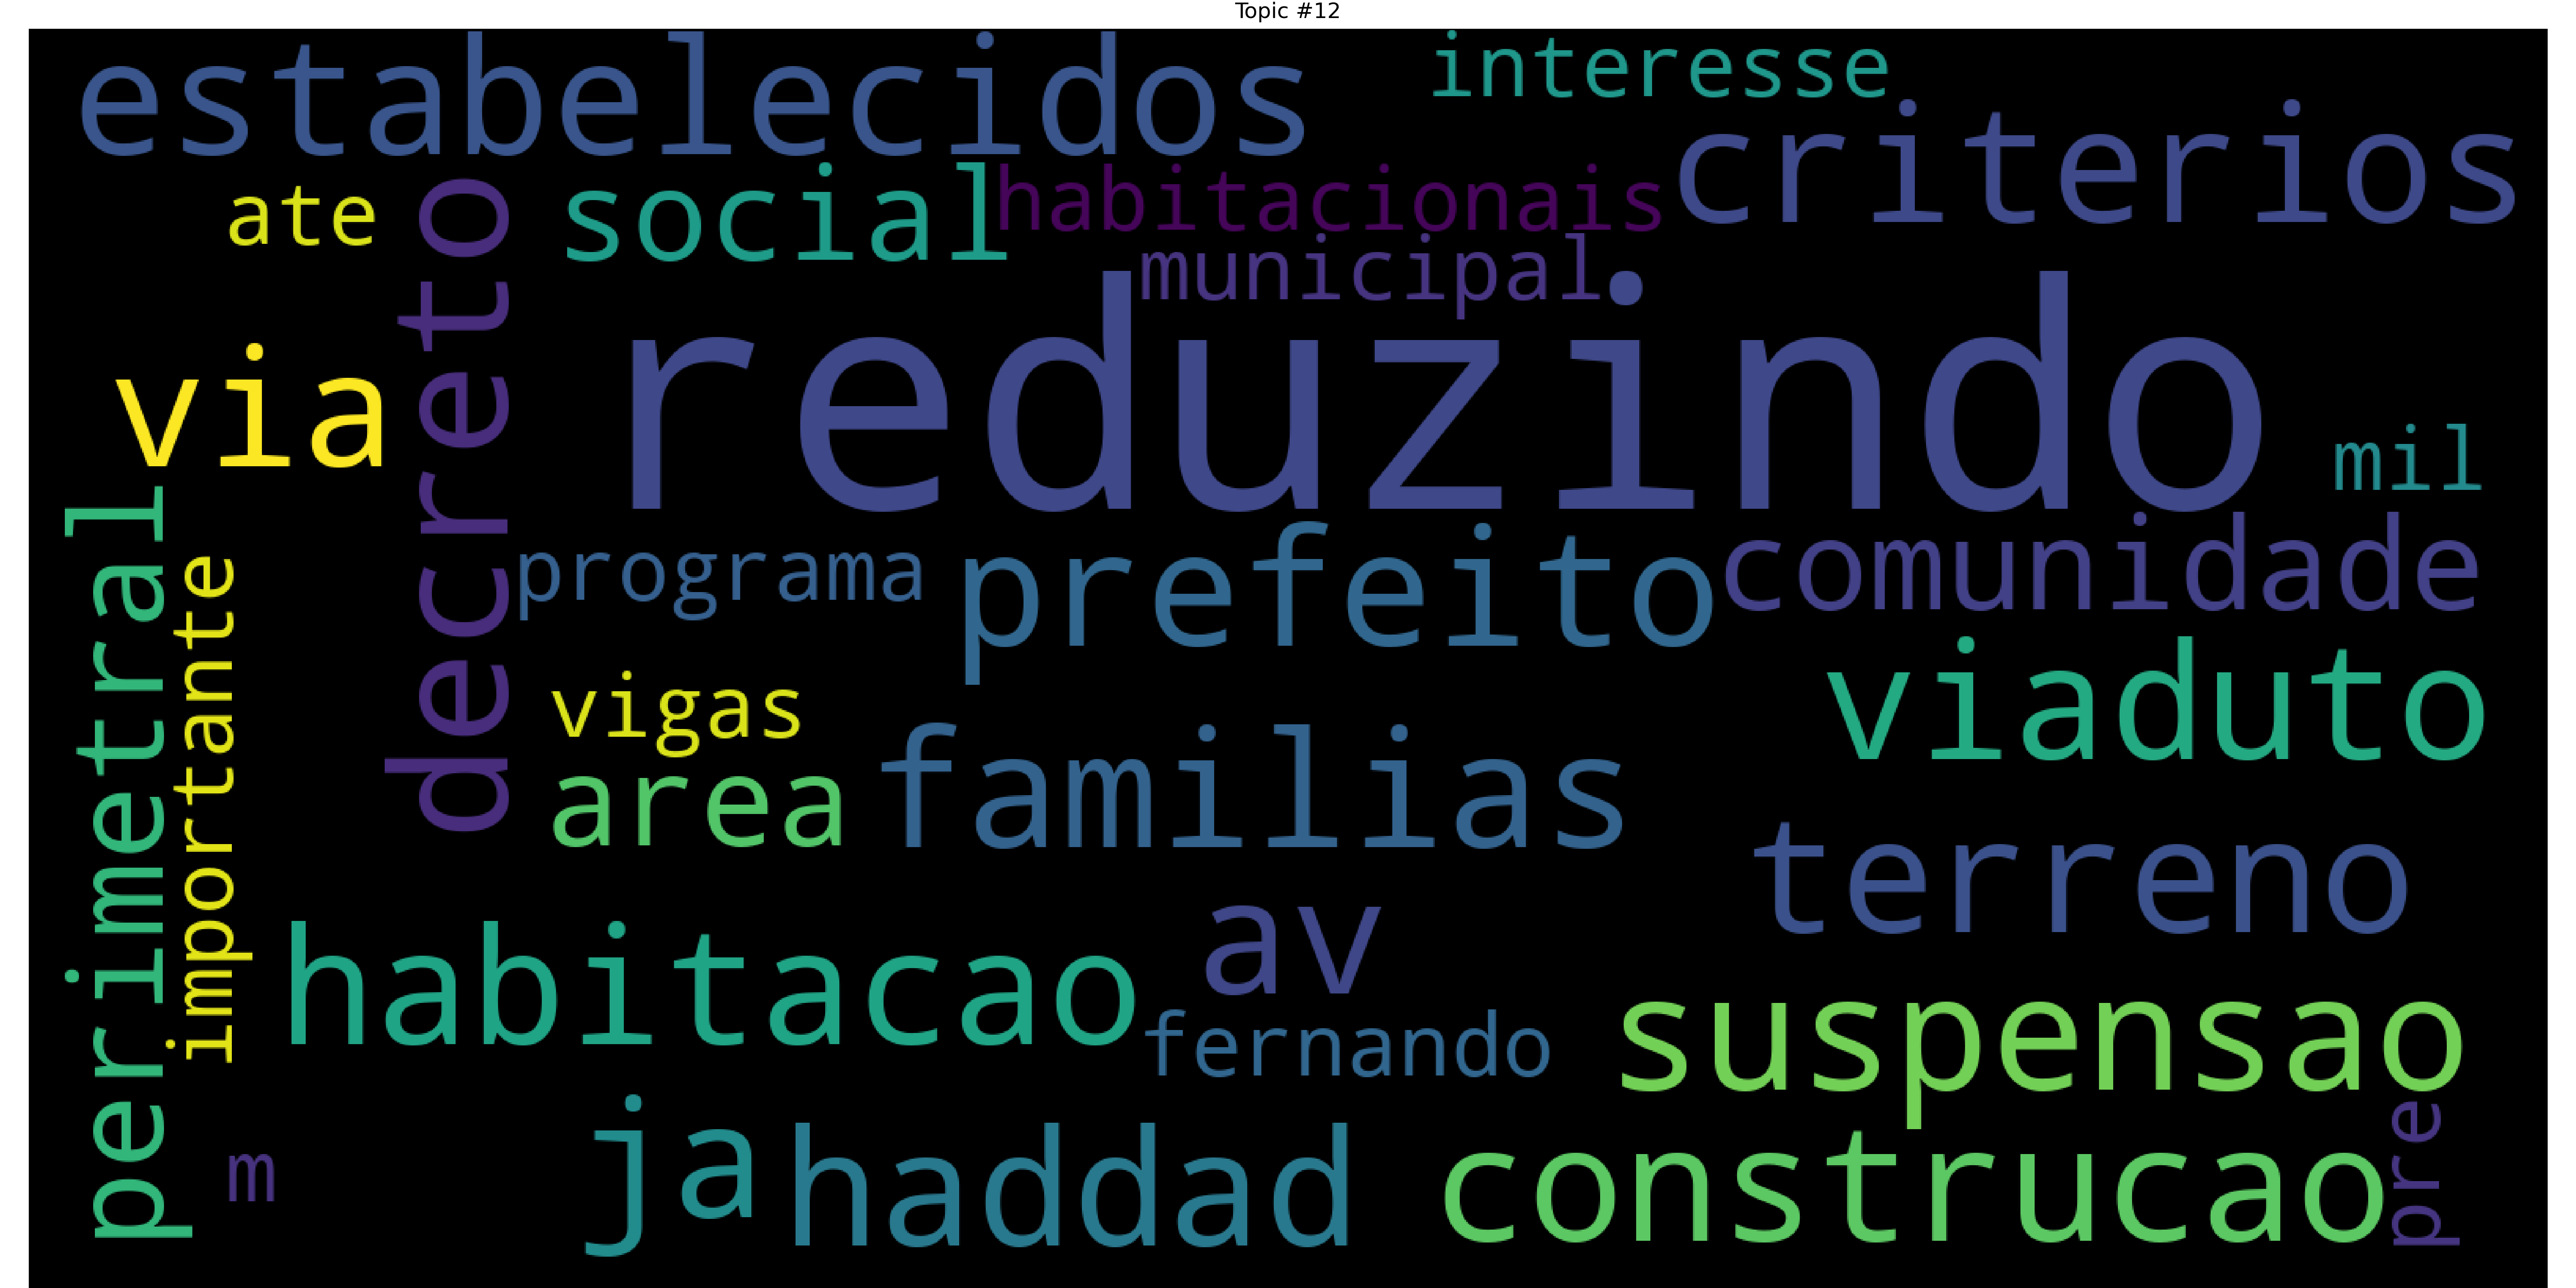 Topic #12
estabelecidos
interesse
criterios
ate
decreto
social
habitacionais
municipal
reduzindo
via
mil
perimetral
importante
programa
prefeito
comunidade
vigas
viaduto
area
familias
terreno
habitacao
av
fernando
suspensao
m
ja
haddad
construcao
pre